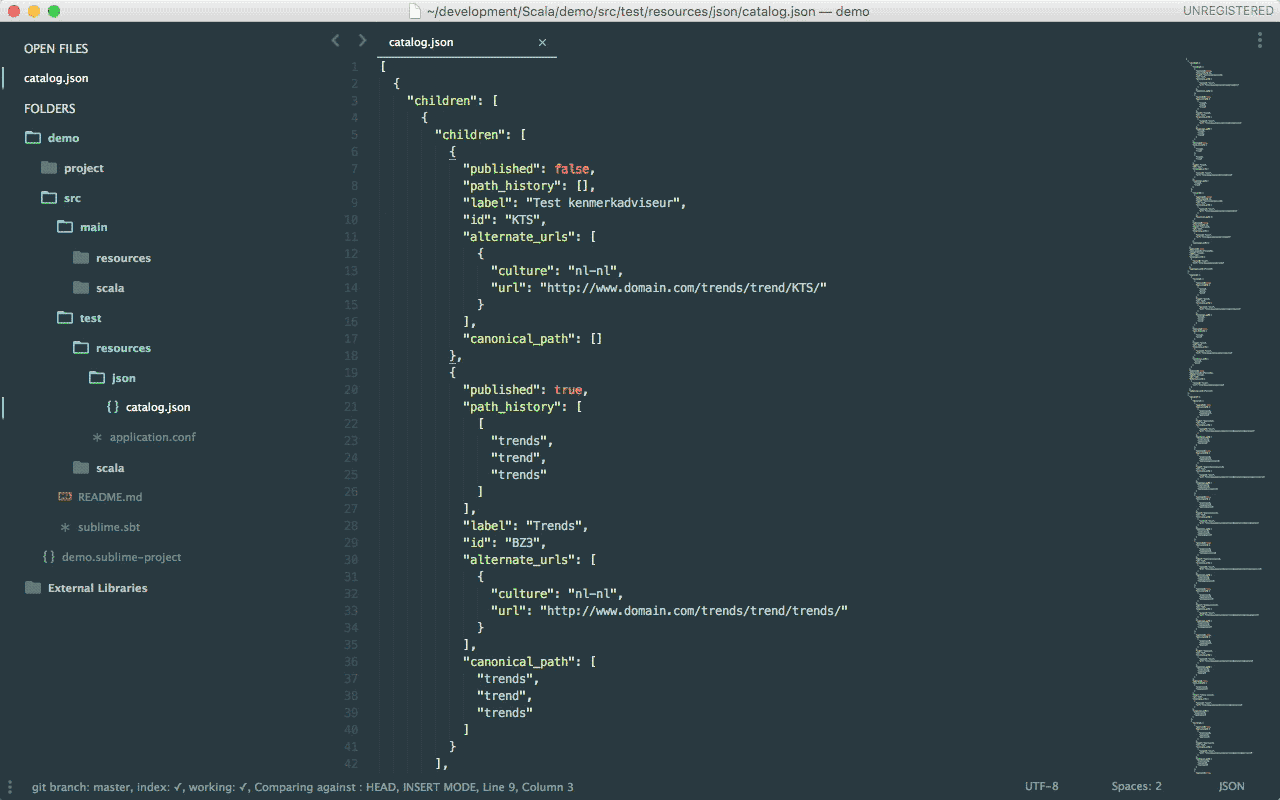 ~/development/Scala/demo/src/test/resources/json/catalog.json — demo
UNREGISTERED
OPEN FILES
catalog.json
FOLDERS
demo
project
src
main
resources
scala
test
resources
json
{} catalog.json
* application.conf
scala
README.md
* sublime.sbt
{} demo.sublime-project
External Libraries
catalog.json ×
1 [
2 {
3 "children": [
4 {
5 "children": [
6 {
7 "published": false,
8 "path_history": [],
9 "label": "Test kenmerkadviseur",
10 "id": "KTS",
11 "alternate_urls": [
12 {
13 "culture": "nl-nl",
14 "url": "http://www.domain.com/trends/trend/KTS/"
15 }
16 ],
17 "canonical_path": []
18 },
19 {
20 "published": true,
21 "path_history": [
22 [
23 "trends",
24 "trend",
25 "trends"
26 ]
27 ],
28 "label": "Trends",
29 "id": "BZ3",
30 "alternate_urls": [
31 {
32 "culture": "nl-nl",
33 "url": "http://www.domain.com/trends/trend/trends/"
34 }
35 ],
36 "canonical_path": [
37 "trends",
38 "trend",
39 "trends"
40 ]
41 }
42 ],
git branch: master, index: ✓, working: ✓, Comparing against : HEAD, INSERT MODE, Line 9, Column 3
UTF-8
Spaces: 2
JSON